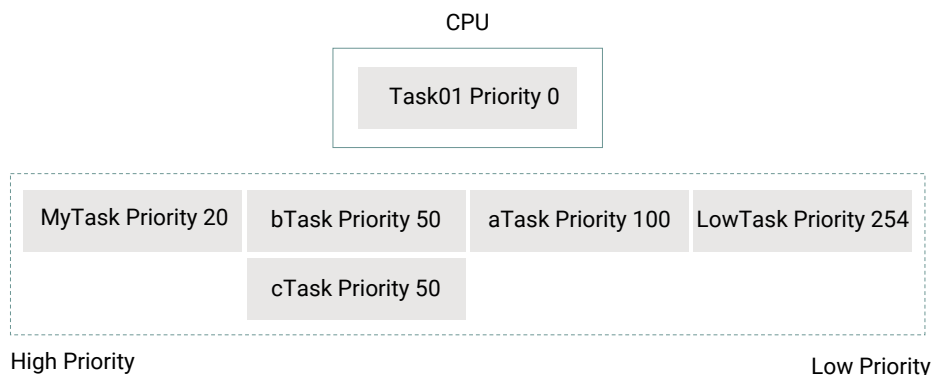 CPU
Task01 Priority 0
MyTask Priority 20
bTask Priority 50
aTask Priority 100
LowTask Priority 254
cTask Priority 50
High Priority
Low Priority